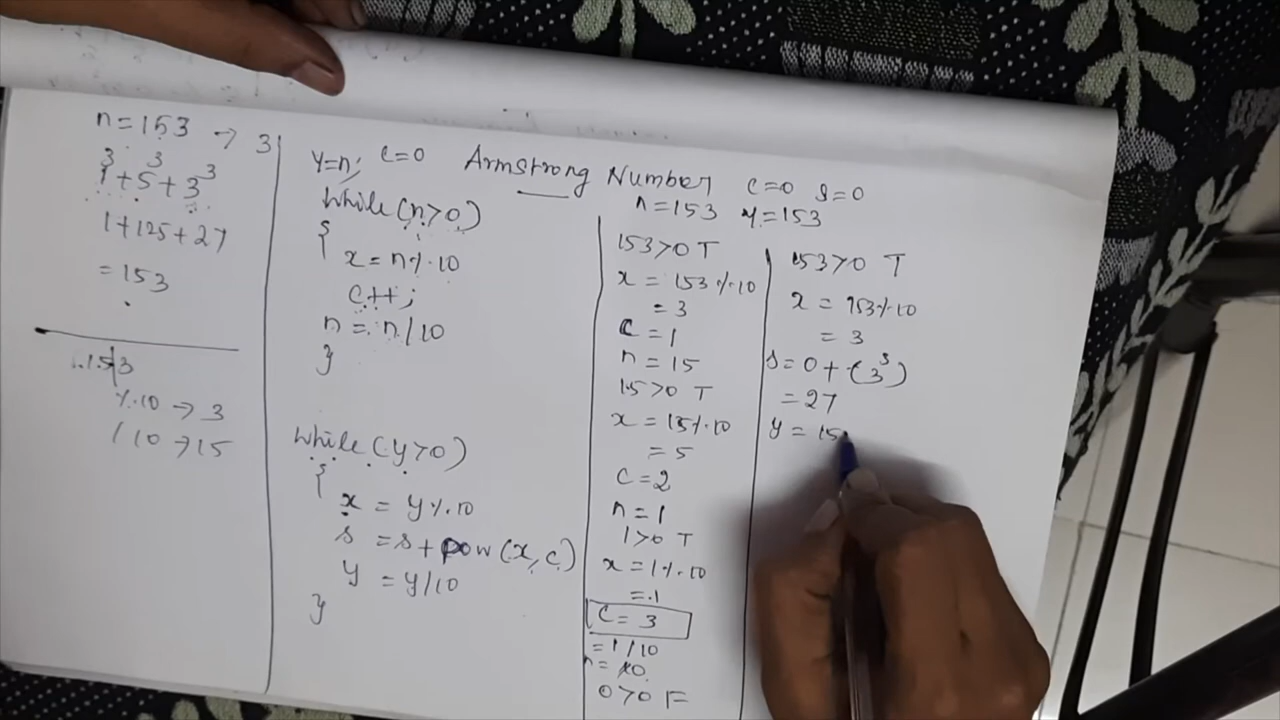 n=153 → 3
1³+5³+3³
1+125+27
=153
153
%10 → 3
/10 → 15
Armstrong Number
y=n; c=0
while(n>0)
{
x=n%10
c++;
n=n/10
}
while(y>0)
{
x = y%10
s = s+pow(x,c)
y = y/10
}
c=0 s=0
n=153 y=153
153>0 T
x = 153%10
= 3
c = 1
n = 15
15>0 T
x = 15%10
= 5
c = 2
n = 1
1>0 T
x = 1%10
= 1
c = 3
= 1/10
n = 0
0>0 F
153>0 T
x = 153%10
= 3
s = 0 + (3³)
= 27
y = 15